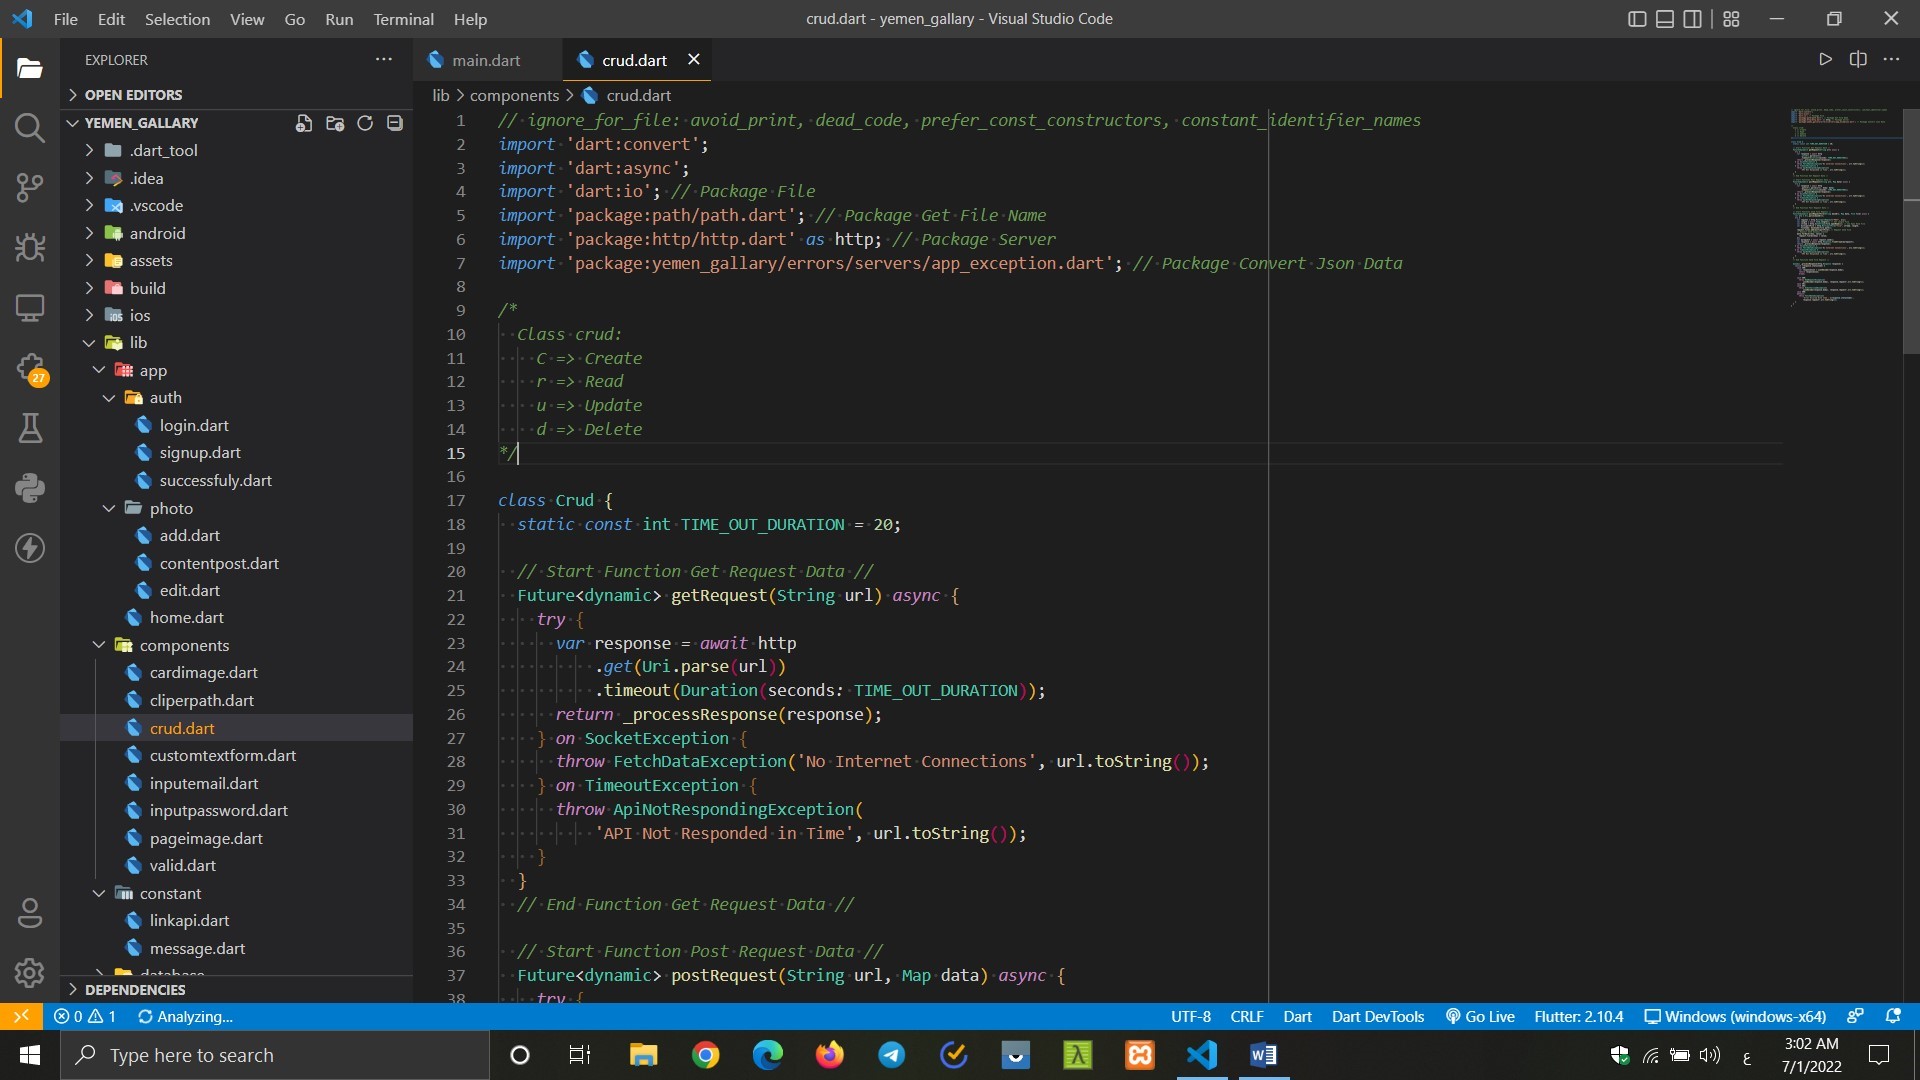 File Edit Selection View Go Run Terminal Help
crud.dart - yemen_gallary - Visual Studio Code
EXPLORER
OPEN EDITORS
YEMEN_GALLARY
.dart_tool
.idea
.vscode
android
assets
build
ios
lib
app
auth
login.dart
signup.dart
successfuly.dart
photo
add.dart
contentpost.dart
edit.dart
home.dart
components
cardimage.dart
cliperpath.dart
crud.dart
customtextform.dart
inputemail.dart
inputpassword.dart
pageimage.dart
valid.dart
constant
linkapi.dart
message.dart
database
DEPENDENCIES
27
main.dart
crud.dart
lib > components > crud.dart
1 // ignore_for_file: avoid_print, dead_code, prefer_const_constructors, constant_identifier_names
2 import 'dart:convert';
3 import 'dart:async';
4 import 'dart:io'; // Package File
5 import 'package:path/path.dart'; // Package Get File Name
6 import 'package:http/http.dart' as http; // Package Server
7 import 'package:yemen_gallary/errors/servers/app_exception.dart'; // Package Convert Json Data
8
9 /*
10   Class crud:
11     C => Create
12     r => Read
13     u => Update
14     d => Delete
15 */
16
17 class Crud {
18   static const int TIME_OUT_DURATION = 20;
19
20   // Start Function Get Request Data //
21   Future<dynamic> getRequest(String url) async {
22     try {
23       var response = await http
24           .get(Uri.parse(url))
25           .timeout(Duration(seconds: TIME_OUT_DURATION));
26       return _processResponse(response);
27     } on SocketException {
28       throw FetchDataException('No Internet Connections', url.toString());
29     } on TimeoutException {
30       throw ApiNotRespondingException(
31           'API Not Responded in Time', url.toString());
32     }
33   }
34   // End Function Get Request Data //
35
36   // Start Function Post Request Data //
37   Future<dynamic> postRequest(String url, Map data) async {
38     try {
0 1 Analyzing...
UTF-8 CRLF Dart Dart DevTools Go Live Flutter: 2.10.4 Windows (windows-x64)
Type here to search
ع
3:02 AM
7/1/2022